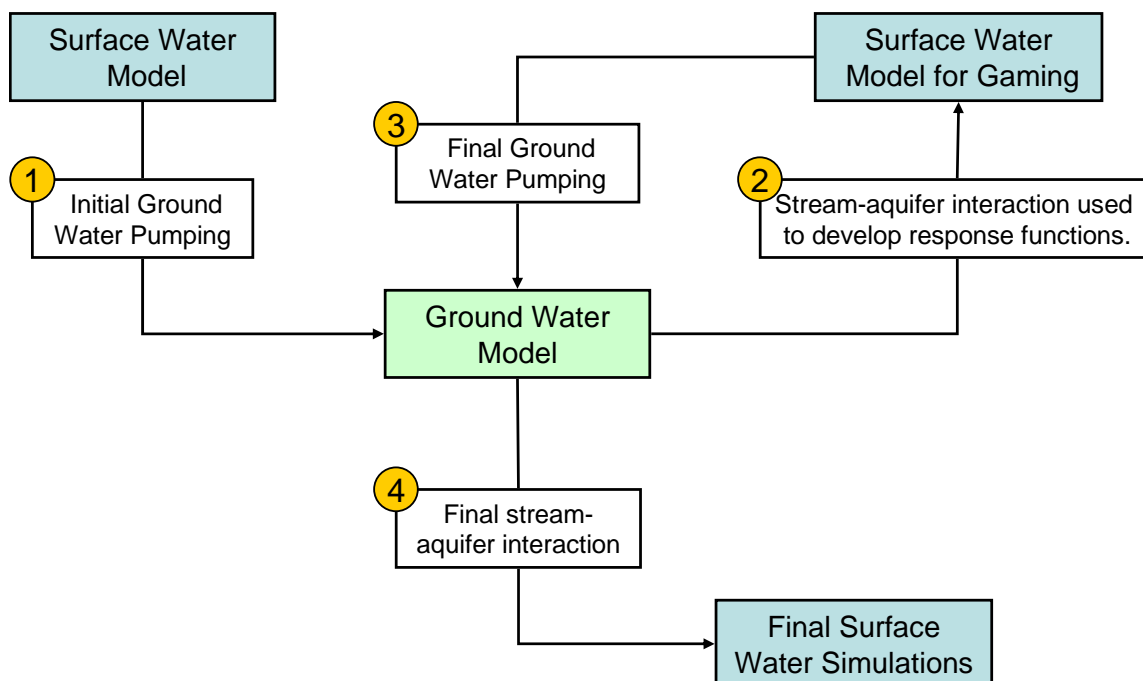 Surface Water
Model
Surface Water
Model for Gaming
3
Final Ground
Water Pumping
1
Initial Ground
Water Pumping
2
Stream-aquifer interaction used
to develop response functions.
Ground Water
Model
4
Final stream-
aquifer interaction
Final Surface
Water Simulations